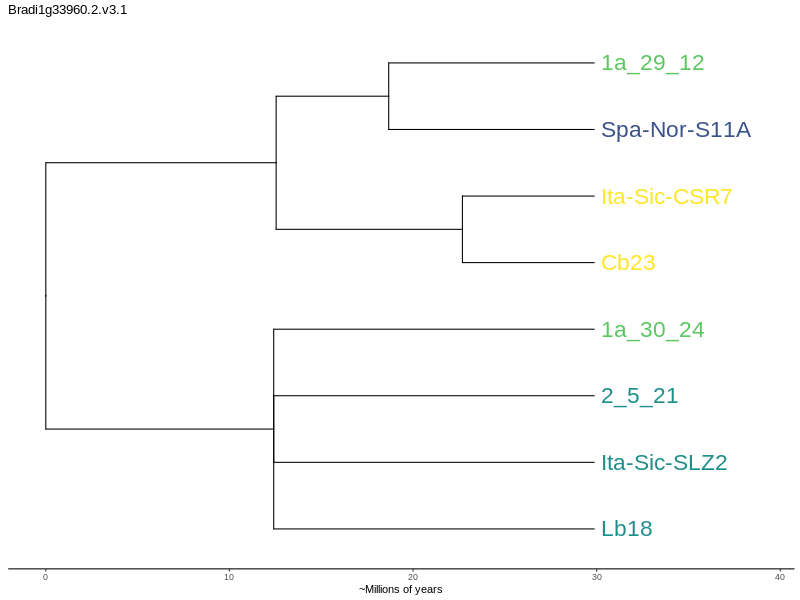 Bradi1g33960.2.v3.1
1a_29_12
Spa-Nor-S11A
Ita-Sic-CSR7
Cb23
1a_30_24
2_5_21
Ita-Sic-SLZ2
Lb18
0 10 20 30 40
~Millions of years